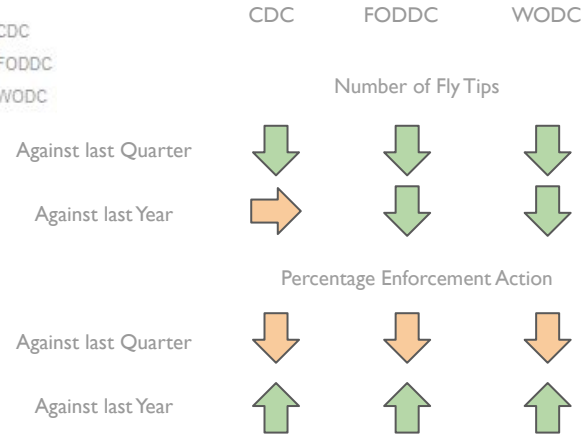 CDC FODDC WODC
CDC
FODDC
WODC
Number of Fly Tips
Against last Quarter
Against last Year
Percentage Enforcement Action
Against last Quarter
Against last Year